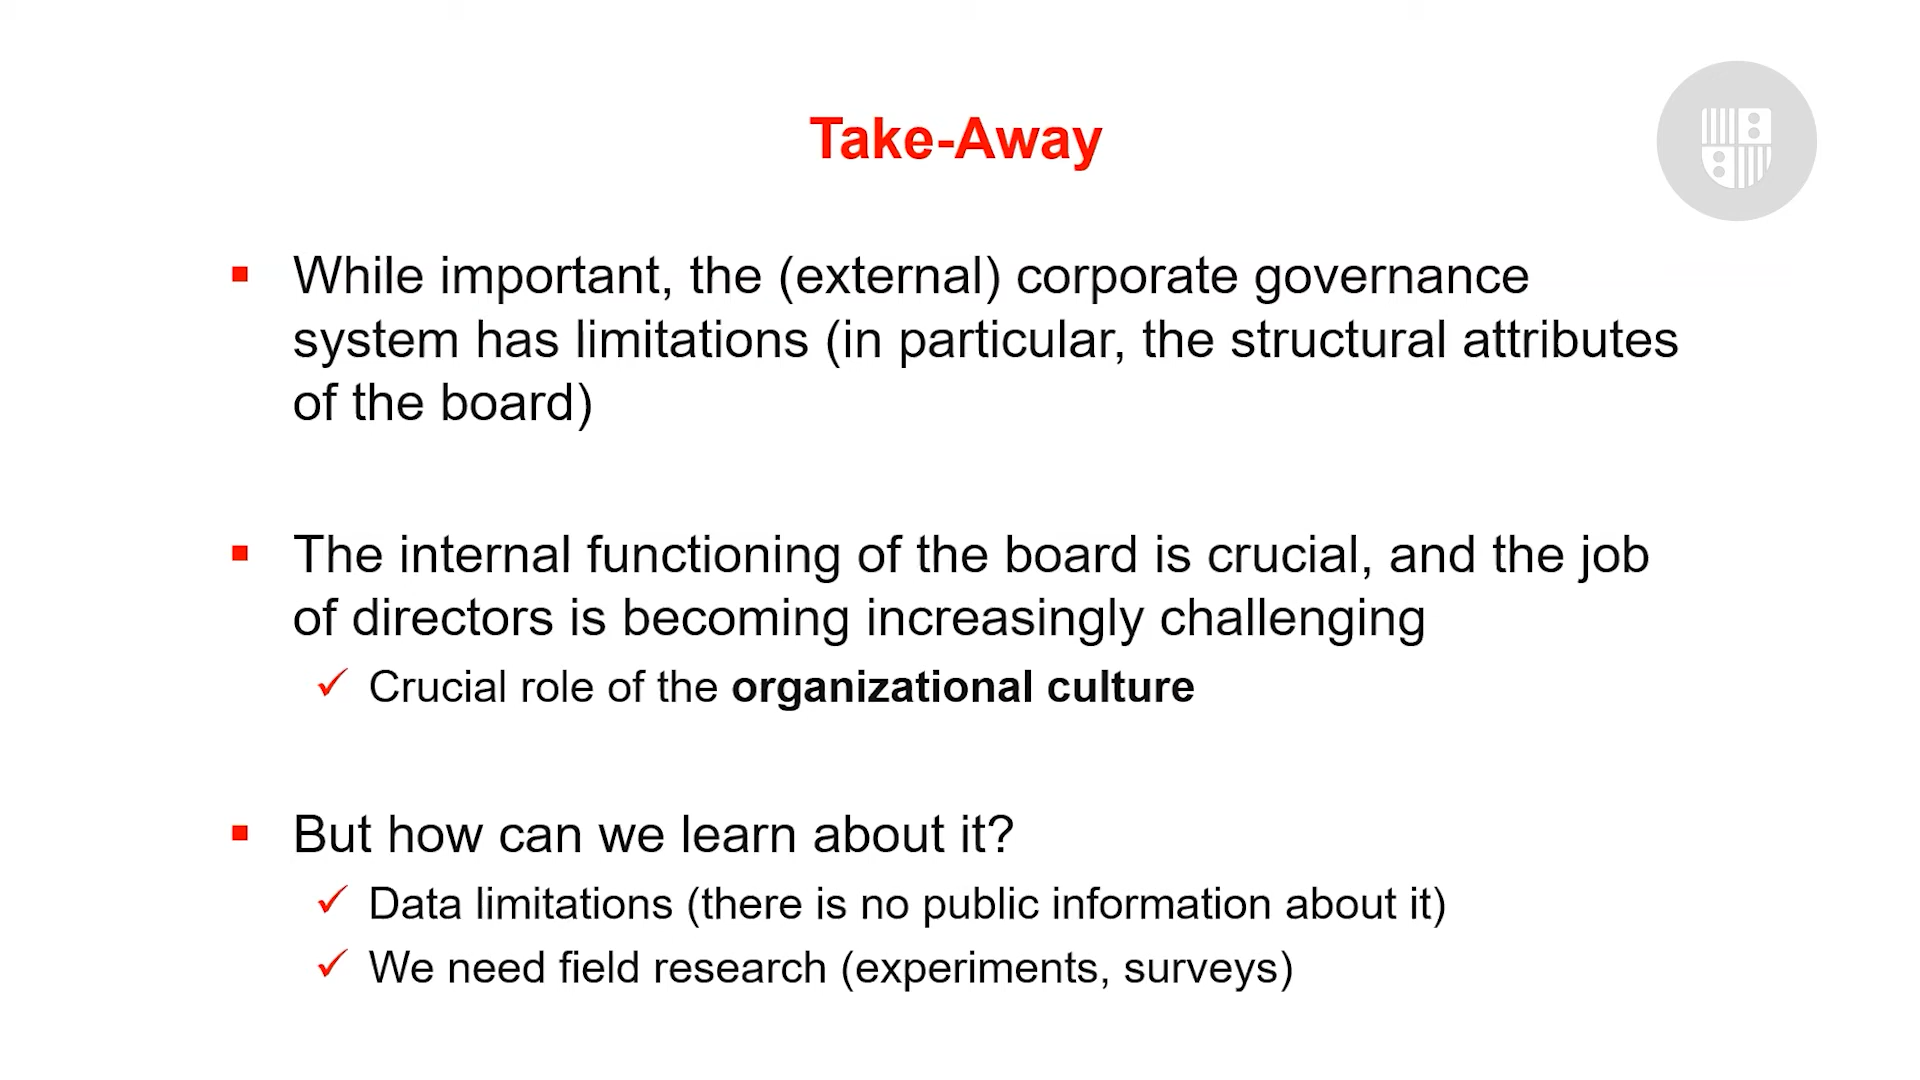 Take-Away
While important, the (external) corporate governance
system has limitations (in particular, the structural attributes
of the board)
The internal functioning of the board is crucial, and the job
of directors is becoming increasingly challenging
Crucial role of the organizational culture
But how can we learn about it?
Data limitations (there is no public information about it)
We need field research (experiments, surveys)